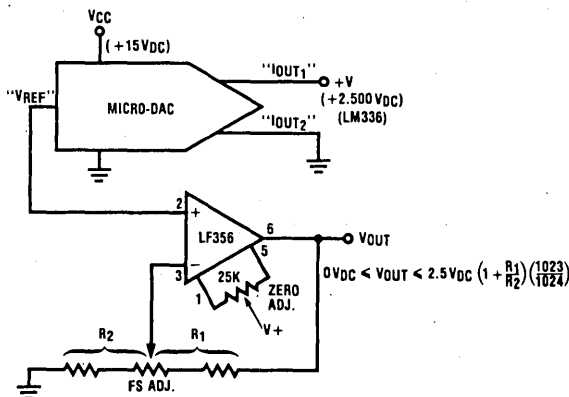 VCC
(+15VDC)
"IOUT1"
+V
(+2.500 VDC)
(LM336)
"VREF"
MICRO-DAC
"IOUT2"
2
+
LF356
6
VOUT
−
5
3
25K
1
ZERO
ADJ.
V+
0VDC ≤ VOUT ≤ 2.5VDC (1 + R1/R2)(1023/1024)
R2
R1
FS ADJ.